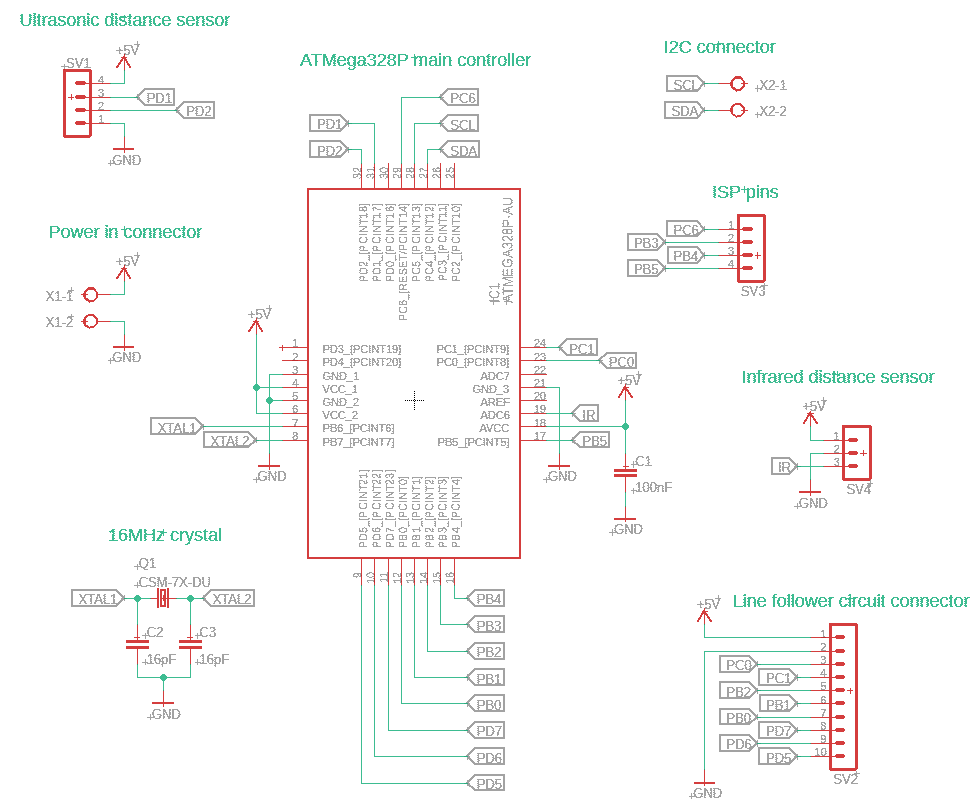 Ultrasonic distance sensor
+5V
SV1
4
3
2
1
PD1
PD2
GND
Power in connector
+5V
X1-1
X1-2
GND
ATMega328P main controller
PD1
PD2
PC6
SCL
SDA
32
31
30
29
28
27
26
25
PD2_[PCINT18]
PD1_[PCINT17]
PD0_[PCINT16]
PC6_[RESET/PCINT14]
PC5_[PCINT13]
PC4_[PCINT12]
PC3_[PCINT11]
PC2_[PCINT10]
IC1
ATMEGA328P-AU
+5V
1 PD3_[PCINT19]
2 PD4_[PCINT20]
3 GND_1
4 VCC_1
5 GND_2
6 VCC_2
7 PB6_[PCINT6]
8 PB7_[PCINT7]
XTAL1
XTAL2
GND
PC1_[PCINT9] 24 PC1
PC0_[PCINT8] 23 PC0
ADC7 22
GND_3 21
AREF 20
ADC6 19 IR
AVCC 18
PB5_[PCINT5] 17 PB5
+5V
GND
C1
100nF
GND
PD5_[PCINT21]
PD6_[PCINT22]
PD7_[PCINT23]
PB0_[PCINT0]
PB1_[PCINT1]
PB2_[PCINT2]
PB3_[PCINT3]
PB4_[PCINT4]
9
10
11
12
13
14
15
16
PB4
PB3
PB2
PB1
PB0
PD7
PD6
PD5
16MHz crystal
Q1
CSM-7X-DU
XTAL1
XTAL2
C2
C3
16pF
16pF
GND
I2C connector
SCL X2-1
SDA X2-2
ISP pins
PC6 1
PB3 2
PB4 3
PB5 4
SV3
Infrared distance sensor
+5V
1
2
IR 3
SV4
GND
Line follower circuit connector
+5V
1
2
PC0 3
PC1 4
PB2 5
PB1 6
PB0 7
PD7 8
PD6 9
PD5 10
SV2
GND